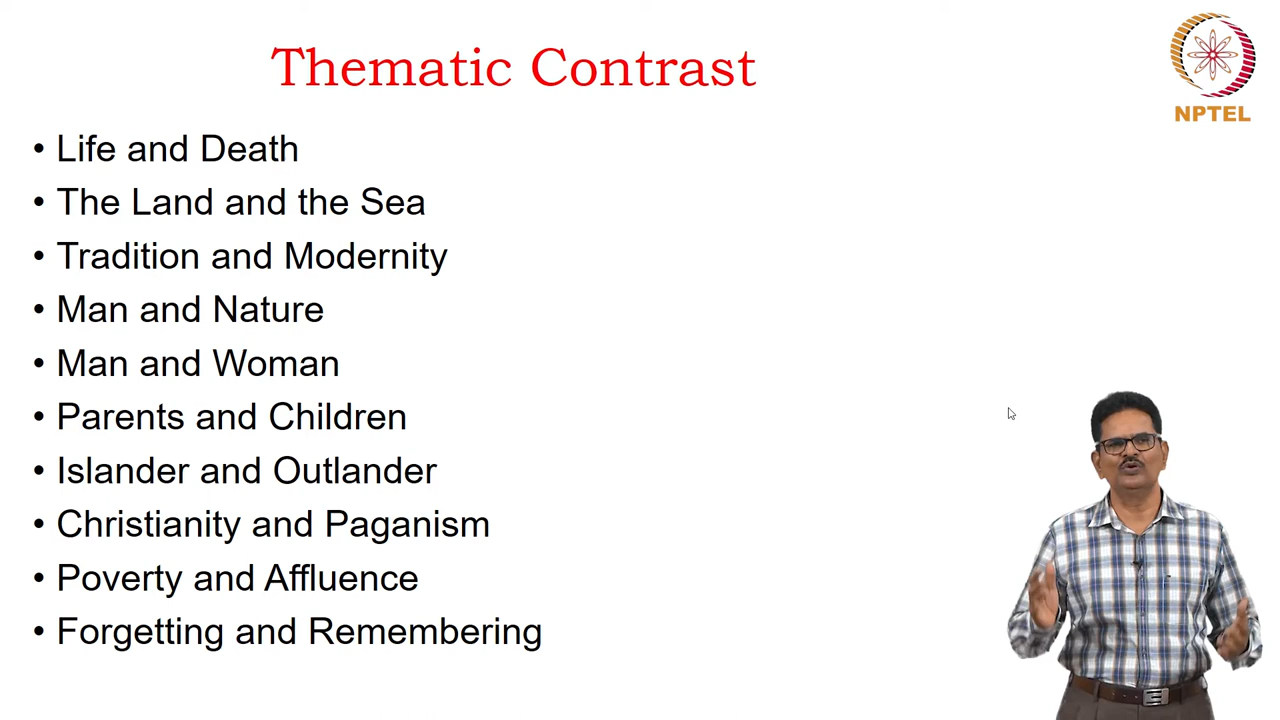 Thematic Contrast
NPTEL
• Life and Death
• The Land and the Sea
• Tradition and Modernity
• Man and Nature
• Man and Woman
• Parents and Children
• Islander and Outlander
• Christianity and Paganism
• Poverty and Affluence
• Forgetting and Remembering